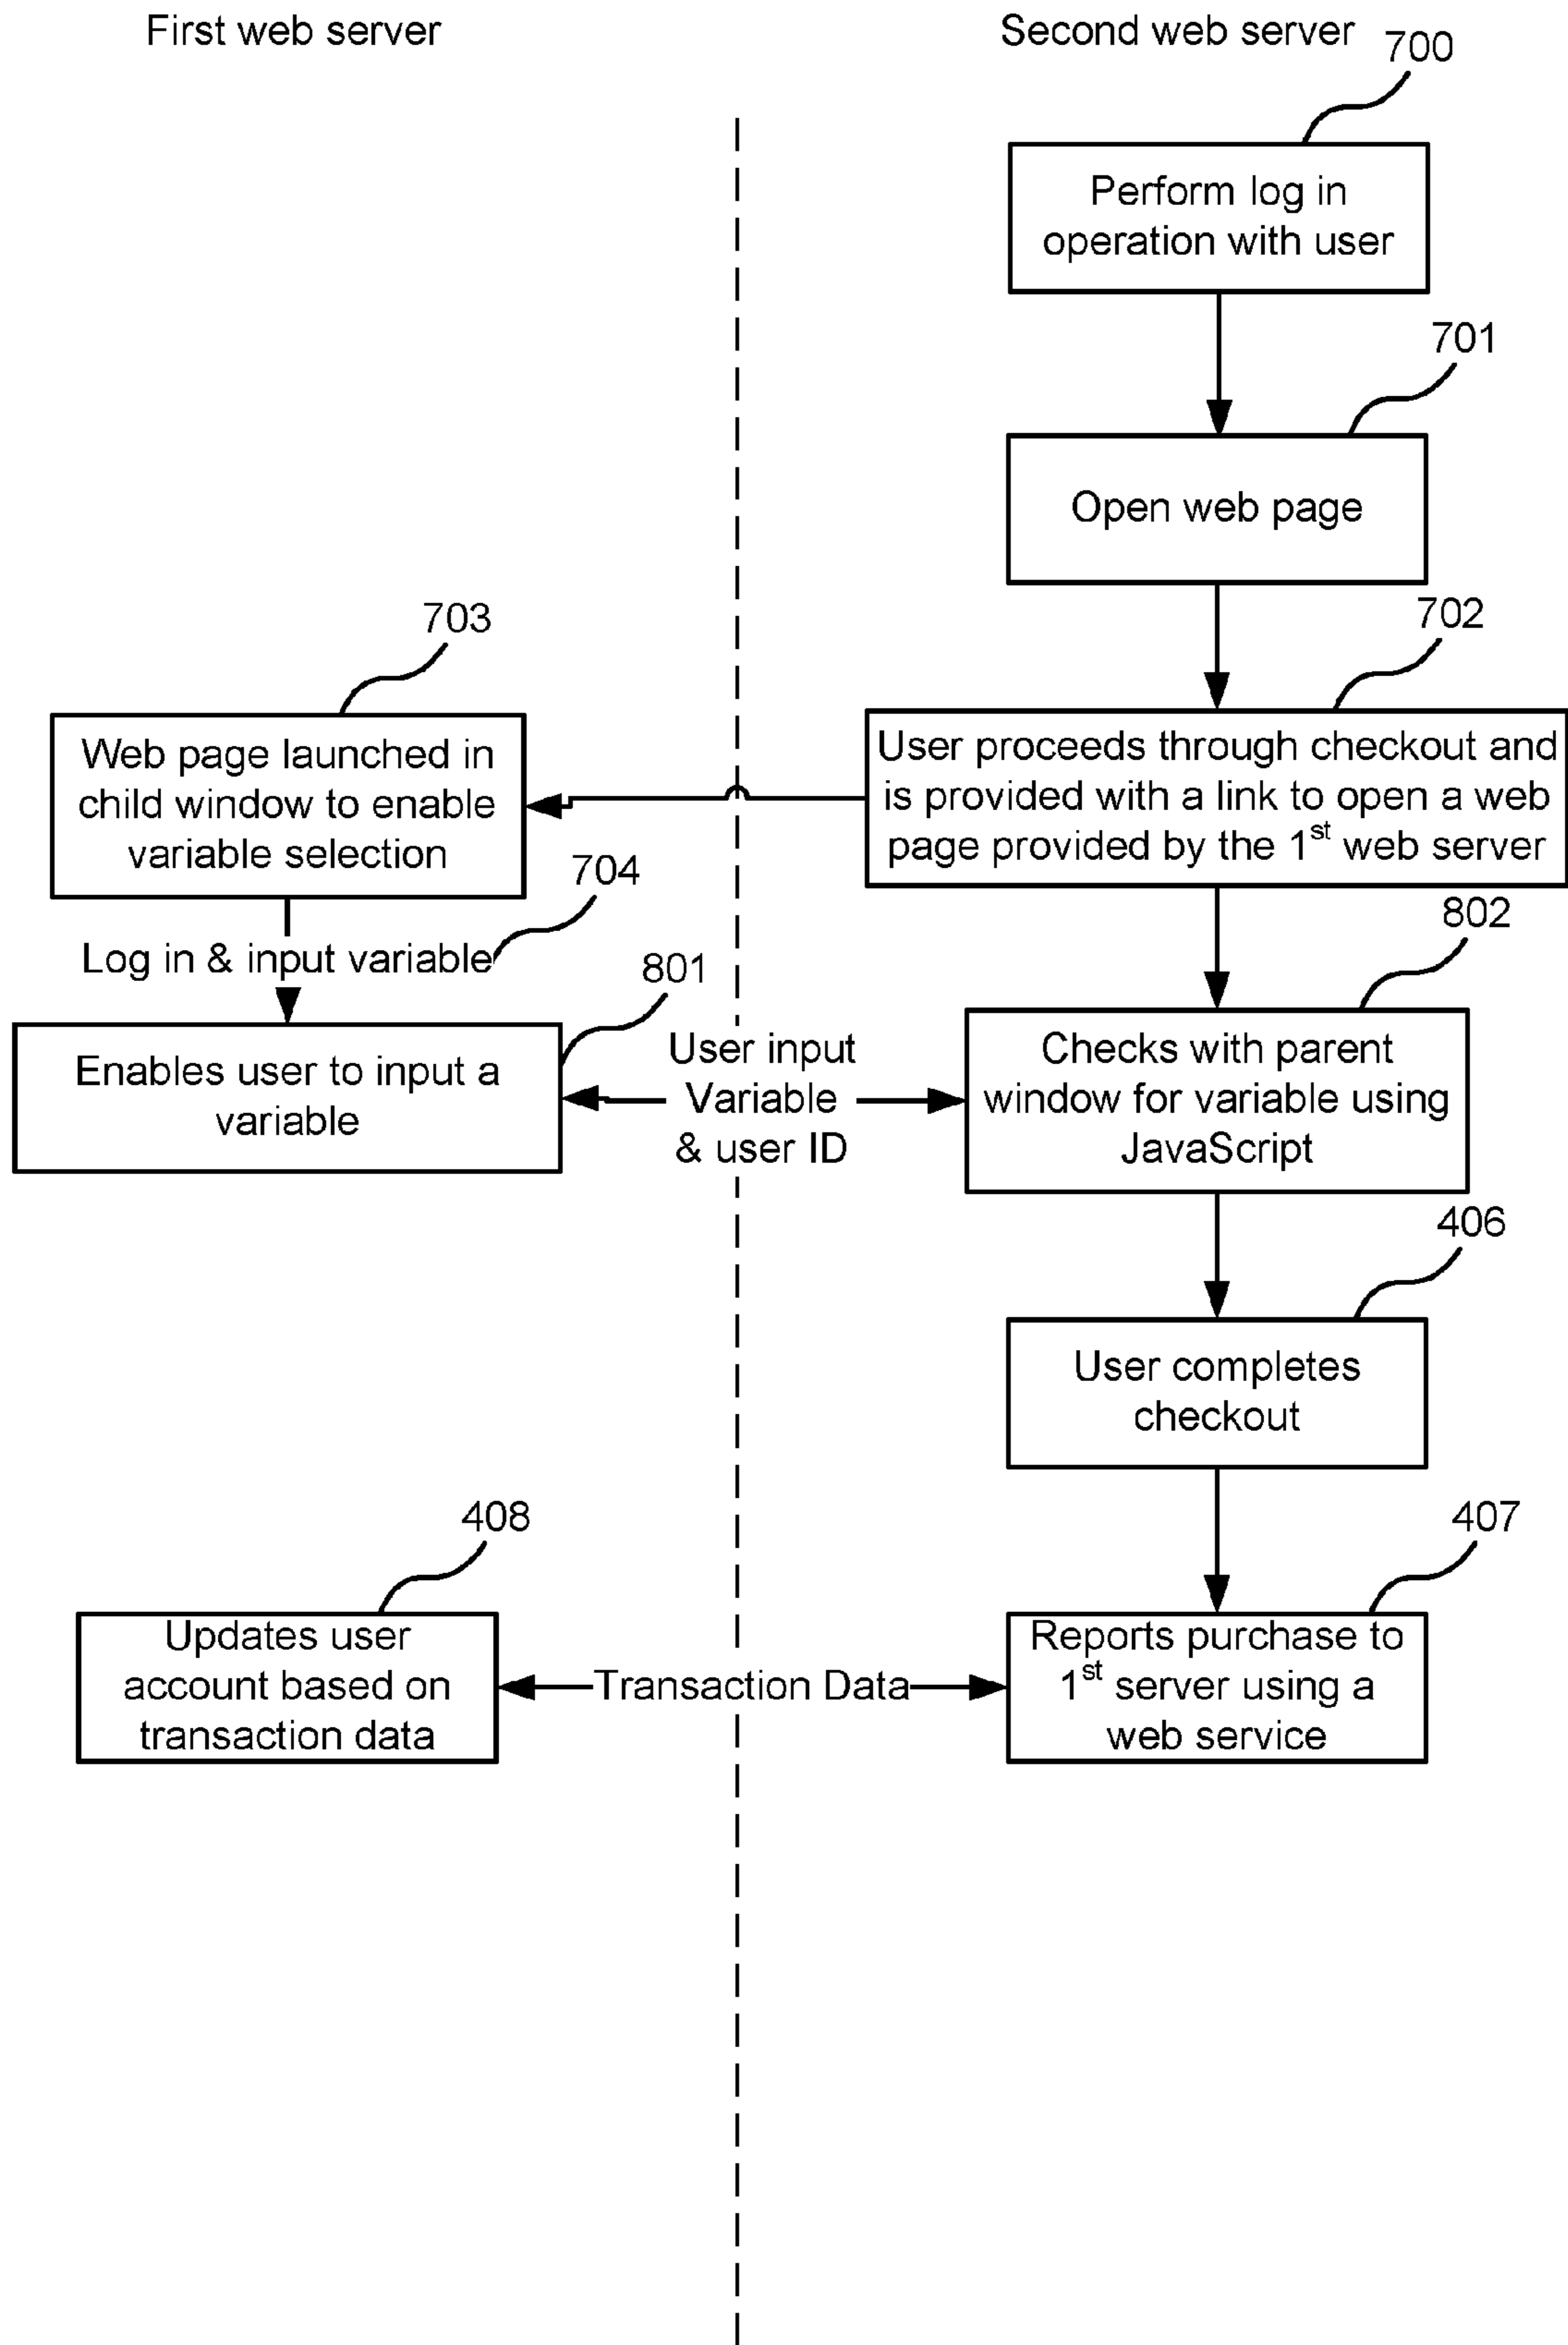 First web server
Second web server
700
Perform log in
operation with user
701
Open web page
702
User proceeds through checkout and
is provided with a link to open a web
page provided by the 1st web server
703
Web page launched in
child window to enable
variable selection
704
Log in & input variable
801
Enables user to input a
variable
User input
Variable
& user ID
802
Checks with parent
window for variable using
JavaScript
406
User completes
checkout
407
Reports purchase to
1st server using a
web service
Transaction Data
408
Updates user
account based on
transaction data